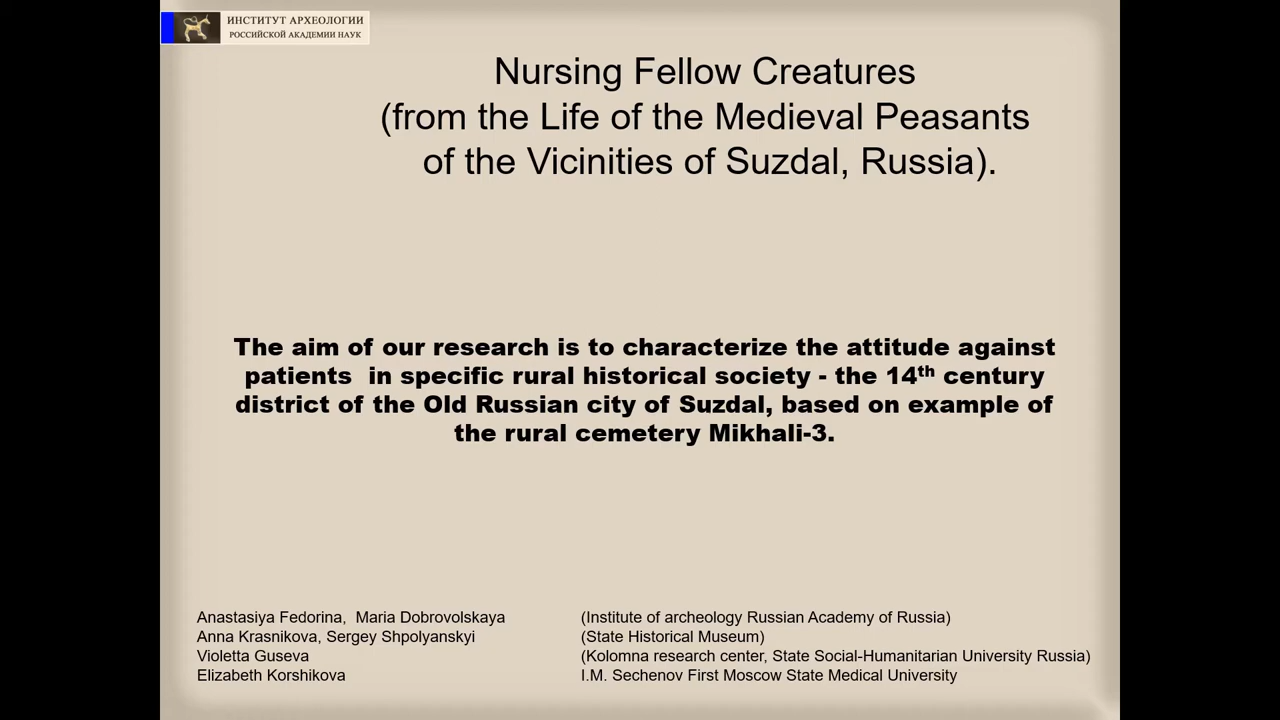 ИНСТИТУТ АРХЕОЛОГИИ
РОССИЙСКОЙ АКАДЕМИИ НАУК
Nursing Fellow Creatures
(from the Life of the Medieval Peasants
of the Vicinities of Suzdal, Russia).
The aim of our research is to characterize the attitude against
patients in specific rural historical society - the 14th century
district of the Old Russian city of Suzdal, based on example of
the rural cemetery Mikhali-3.
Anastasiya Fedorina, Maria Dobrovolskaya (Institute of archeology Russian Academy of Russia)
Anna Krasnikova, Sergey Shpolyanskyi (State Historical Museum)
Violetta Guseva (Kolomna research center, State Social-Humanitarian University Russia)
Elizabeth Korshikova I.M. Sechenov First Moscow State Medical University